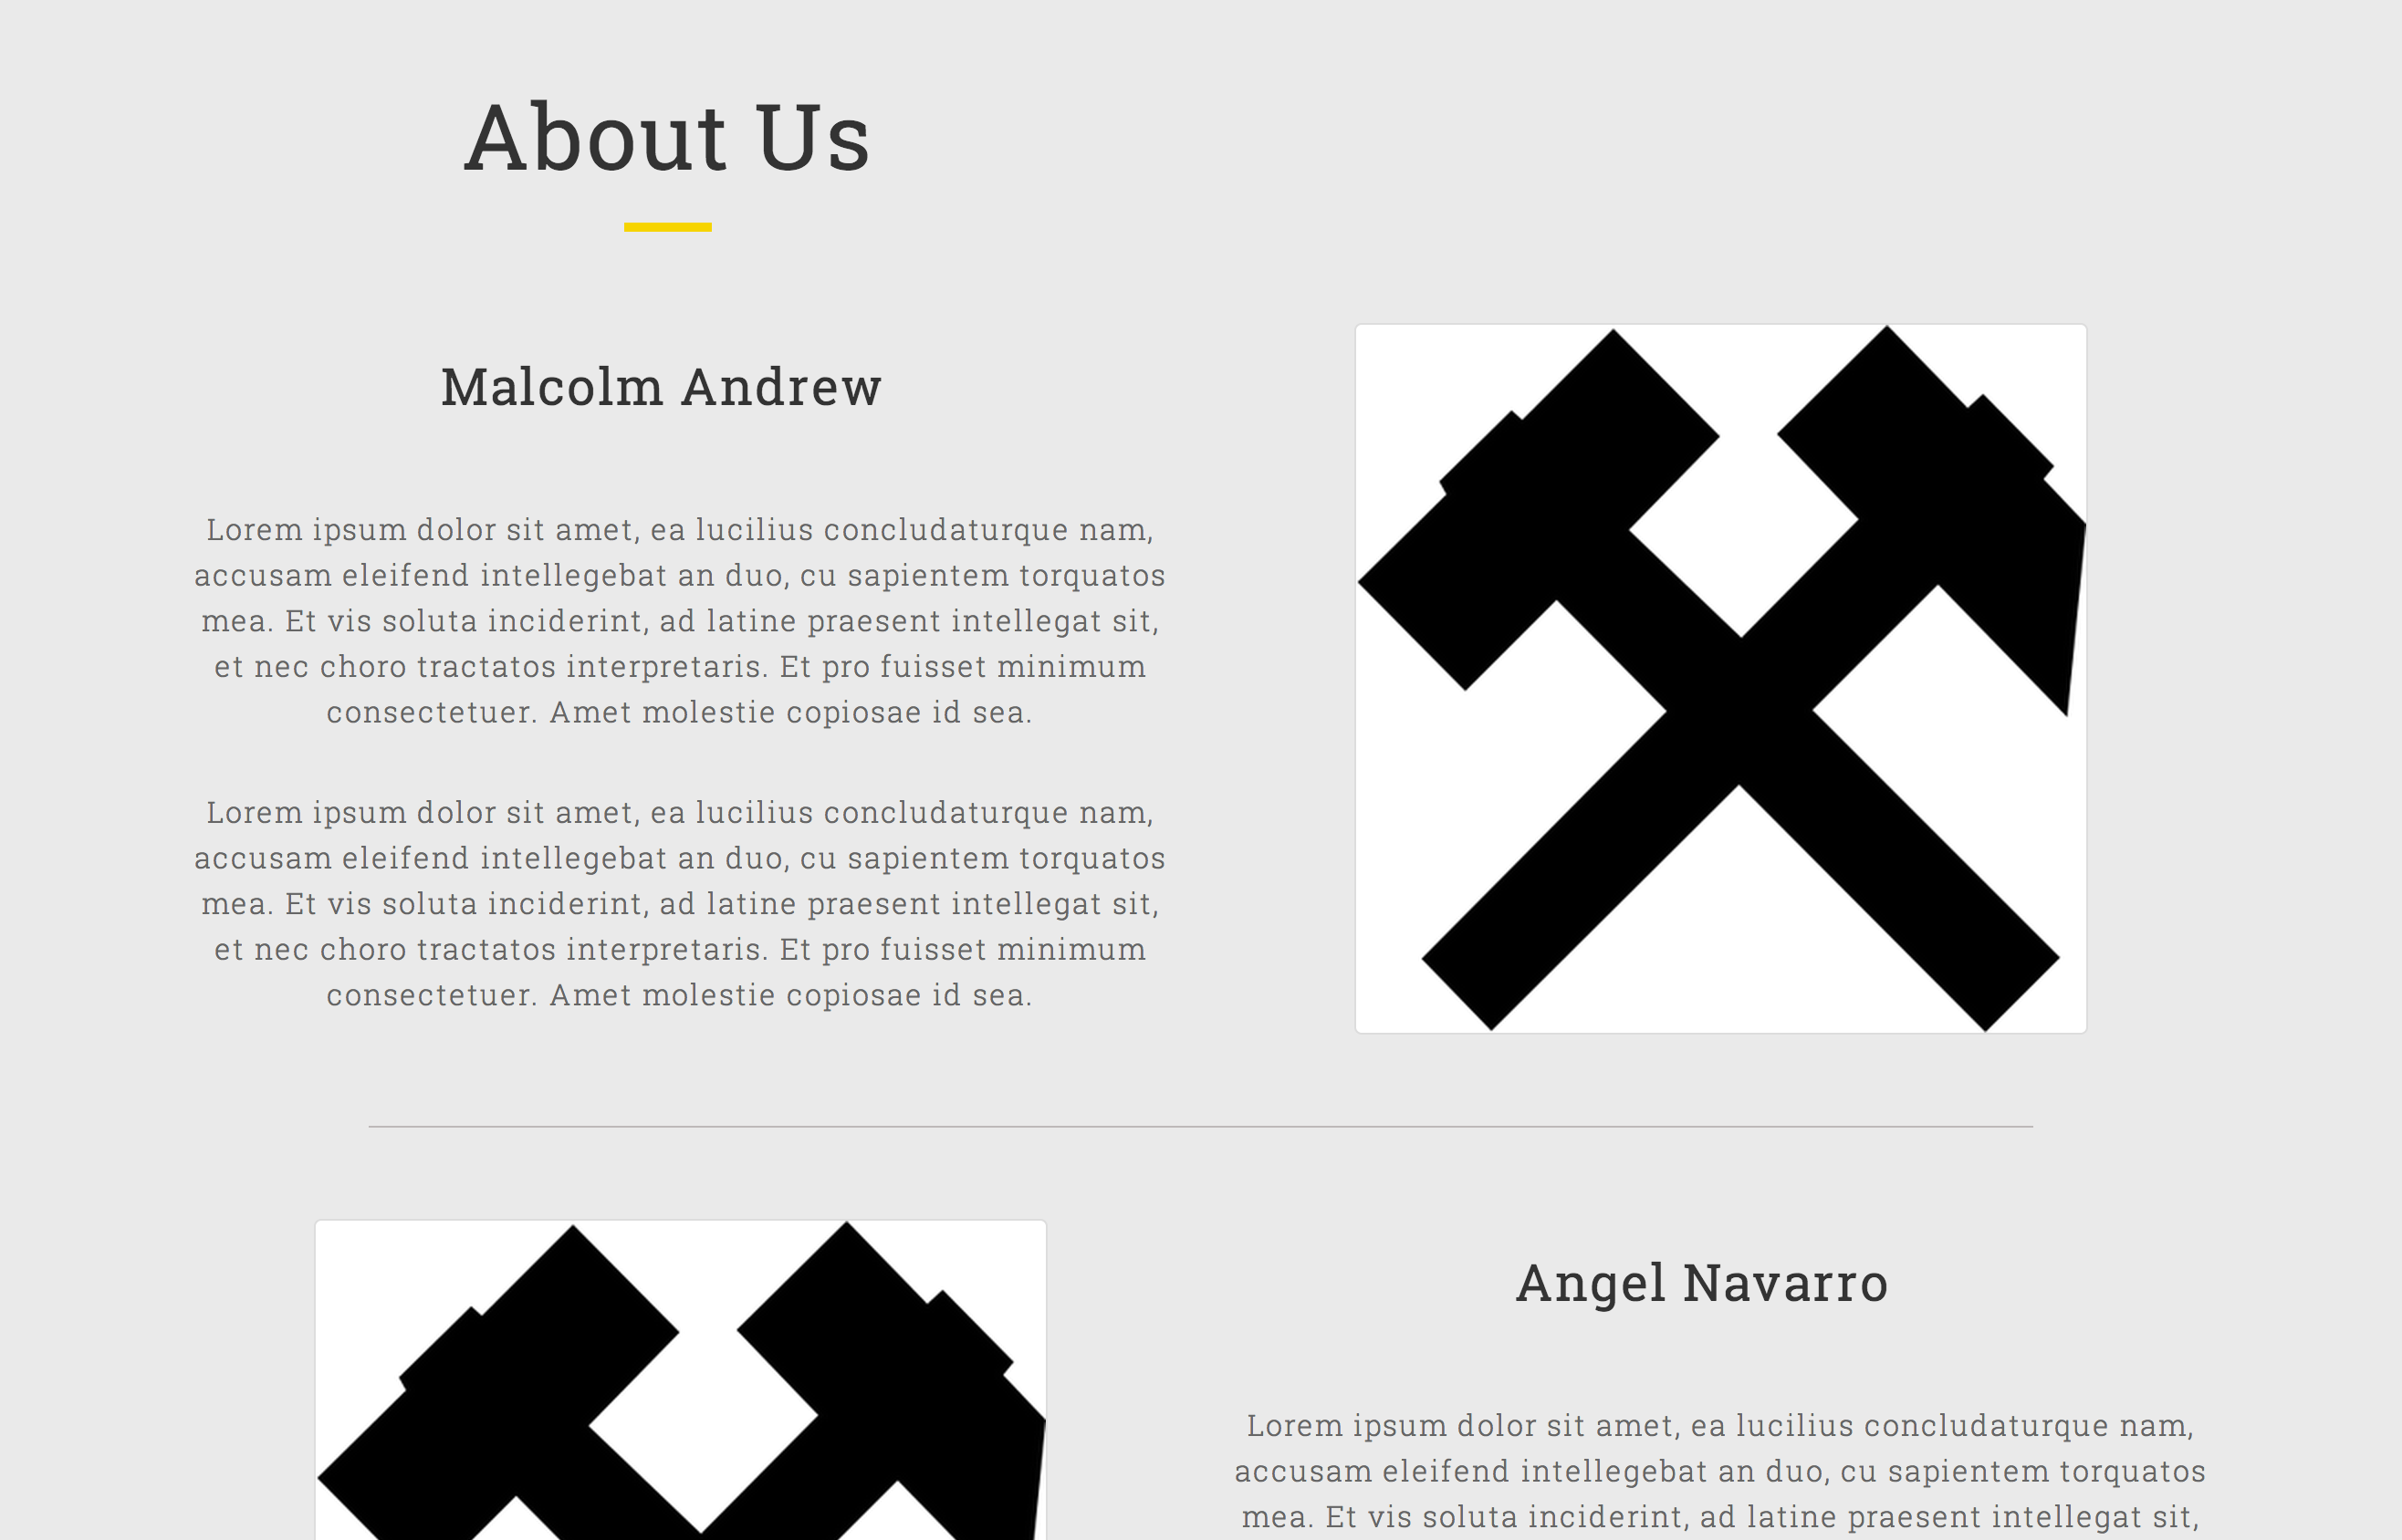 About Us
Malcolm Andrew
Lorem ipsum dolor sit amet, ea lucilius concludaturque nam,
accusam eleifend intellegebat an duo, cu sapientem torquatos
mea. Et vis soluta inciderint, ad latine praesent intellegat sit,
et nec choro tractatos interpretaris. Et pro fuisset minimum
consectetuer. Amet molestie copiosae id sea.
Lorem ipsum dolor sit amet, ea lucilius concludaturque nam,
accusam eleifend intellegebat an duo, cu sapientem torquatos
mea. Et vis soluta inciderint, ad latine praesent intellegat sit,
et nec choro tractatos interpretaris. Et pro fuisset minimum
consectetuer. Amet molestie copiosae id sea.
Angel Navarro
Lorem ipsum dolor sit amet, ea lucilius concludaturque nam,
accusam eleifend intellegebat an duo, cu sapientem torquatos
mea. Et vis soluta inciderint, ad latine praesent intellegat sit,